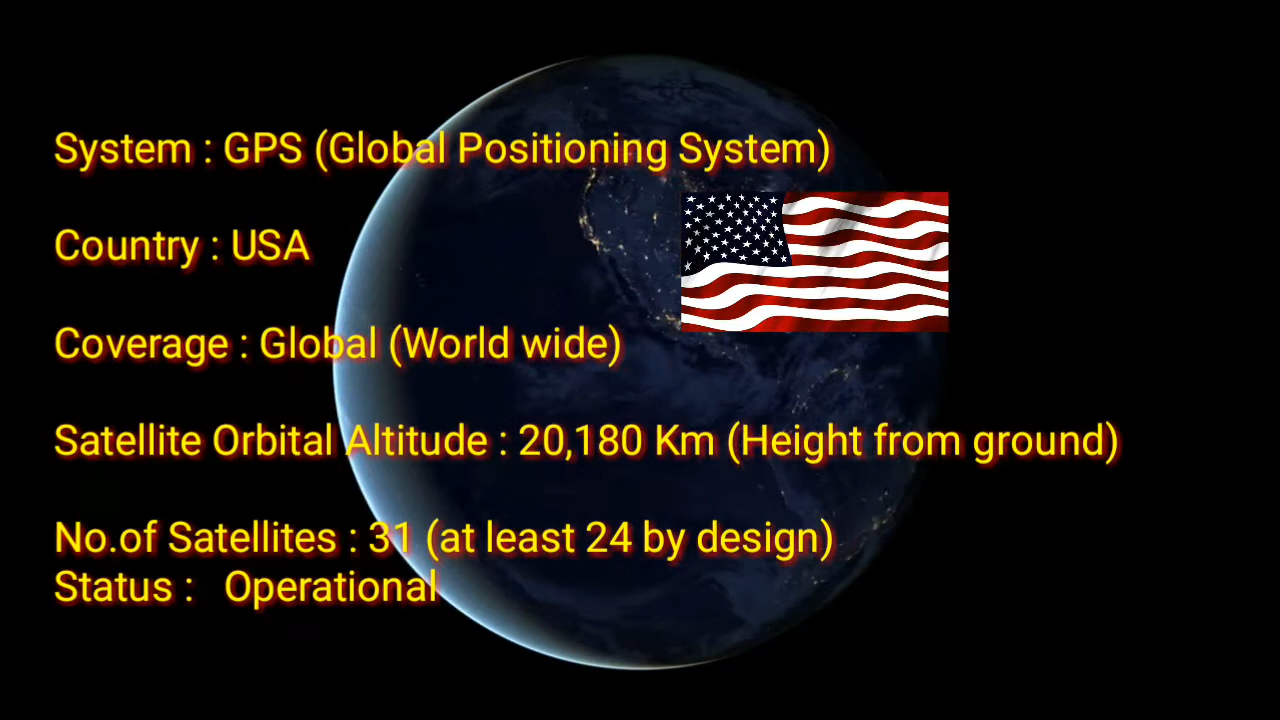 System : GPS (Global Positioning System)
Country : USA
Coverage : Global (World wide)
Satellite Orbital Altitude : 20,180 Km (Height from ground)
No.of Satellites : 31 (at least 24 by design)
Status :   Operational